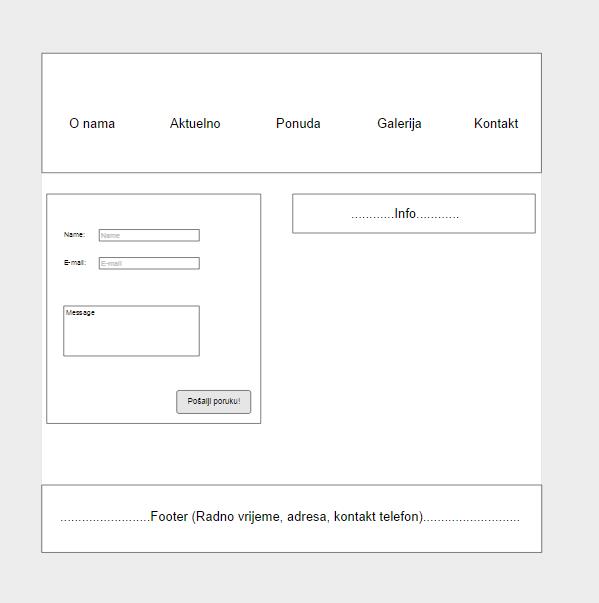 O nama Aktuelno Ponuda Galerija Kontakt
............Info............
Name: Name
E-mail: E-mail
Message
Pošalji poruku!
.........................Footer (Radno vrijeme, adresa, kontakt telefon)...........................